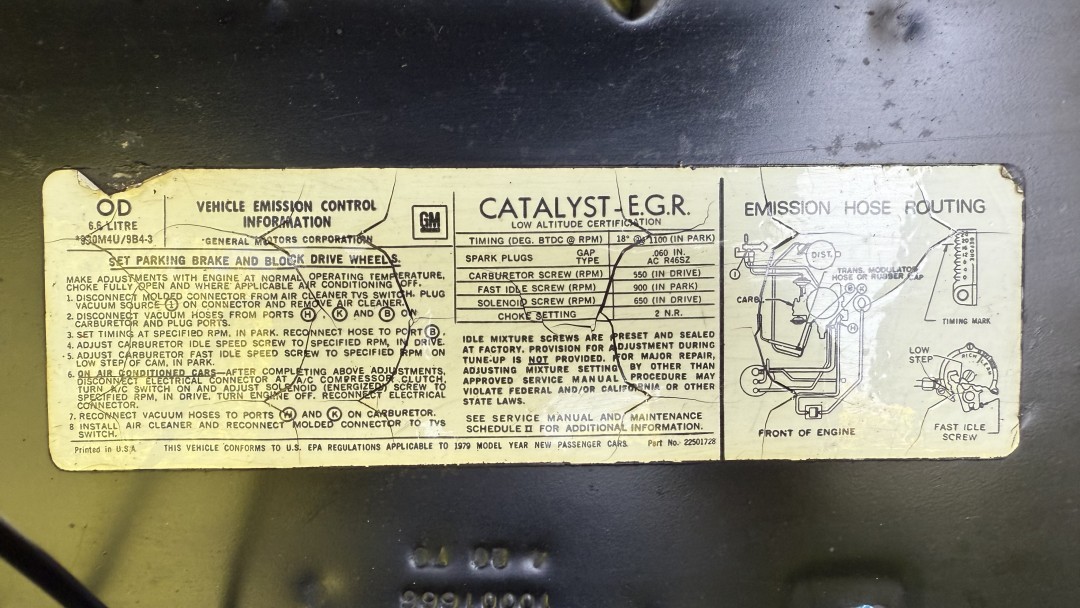 OD
6.6 LITRE
930M4U/9B4-3
VEHICLE EMISSION CONTROL
INFORMATION
GENERAL MOTORS CORPORATION
GM
SET PARKING BRAKE AND BLOCK DRIVE WHEELS.
MAKE ADJUSTMENTS WITH ENGINE AT NORMAL OPERATING TEMPERATURE,
CHOKE FULLY OPEN AND WHERE APPLICABLE AIR CONDITIONING OFF.
1. DISCONNECT MOLDED CONNECTOR FROM AIR CLEANER TVS SWITCH. PLUG
VACUUM SOURCE (1) ON CONNECTOR AND REMOVE AIR CLEANER.
2. DISCONNECT VACUUM HOSES FROM PORTS (H), (K) AND (B) ON
CARBURETOR AND PLUG PORTS.
3. SET TIMING AT SPECIFIED RPM, IN PARK. RECONNECT HOSE TO PORT (B).
4. ADJUST CARBURETOR IDLE SPEED SCREW TO SPECIFIED RPM, IN DRIVE.
5. ADJUST CARBURETOR FAST IDLE SPEED SCREW TO SPECIFIED RPM ON
LOW STEP OF CAM, IN PARK.
6. ON AIR CONDITIONED CARS—AFTER COMPLETING ABOVE ADJUSTMENTS,
DISCONNECT ELECTRICAL CONNECTOR AT A/C COMPRESSOR CLUTCH,
TURN A/C SWITCH ON AND ADJUST SOLENOID (ENERGIZED) SCREW TO
SPECIFIED RPM, IN DRIVE. TURN ENGINE OFF. RECONNECT ELECTRICAL
CONNECTOR.
7. RECONNECT VACUUM HOSES TO PORTS (H) AND (K) ON CARBURETOR.
8 INSTALL AIR CLEANER AND RECONNECT MOLDED CONNECTOR TO TVS
SWITCH.
CATALYST-E.G.R.
LOW ALTITUDE CERTIFICATION
TIMING (DEG. BTDC @ RPM) 18° @ 1100 (IN PARK)
SPARK PLUGS GAP .060 IN.
TYPE AC R46SZ
CARBURETOR SCREW (RPM) 550 (IN DRIVE)
FAST IDLE SCREW (RPM) 900 (IN PARK)
SOLENOID SCREW (RPM) 650 (IN DRIVE)
CHOKE SETTING 2 N.R.
IDLE MIXTURE SCREWS ARE PRESET AND SEALED
AT FACTORY. PROVISION FOR ADJUSTMENT DURING
TUNE-UP IS NOT PROVIDED. FOR MAJOR REPAIR,
ADJUSTING MIXTURE SETTING BY OTHER THAN
APPROVED SERVICE MANUAL PROCEDURE MAY
VIOLATE FEDERAL AND/OR CALIFORNIA OR OTHER
STATE LAWS.
SEE SERVICE MANUAL AND MAINTENANCE
SCHEDULE II FOR ADDITIONAL INFORMATION.
Printed in U.S.A. THIS VEHICLE CONFORMS TO U.S. EPA REGULATIONS APPLICABLE TO 1979 MODEL YEAR NEW PASSENGER CARS. Part No. 22501728
EMISSION HOSE ROUTING
DIST.
TRANS. MODULATOR
HOSE OR RUBBER CAP
CARB.
B K
H
1
TIMING MARK
LOW
STEP
FRONT OF ENGINE
FAST IDLE
SCREW